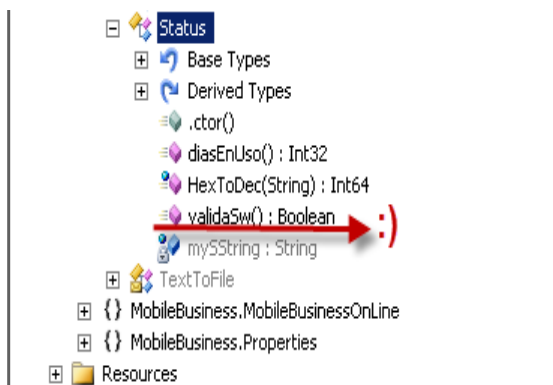 Status
Base Types
Derived Types
.ctor()
diasEnUso() : Int32
HexToDec(String) : Int64
validaSw() : Boolean
:)
mySString : String
TextToFile
{} MobileBusiness.MobileBusinessOnLine
{} MobileBusiness.Properties
Resources